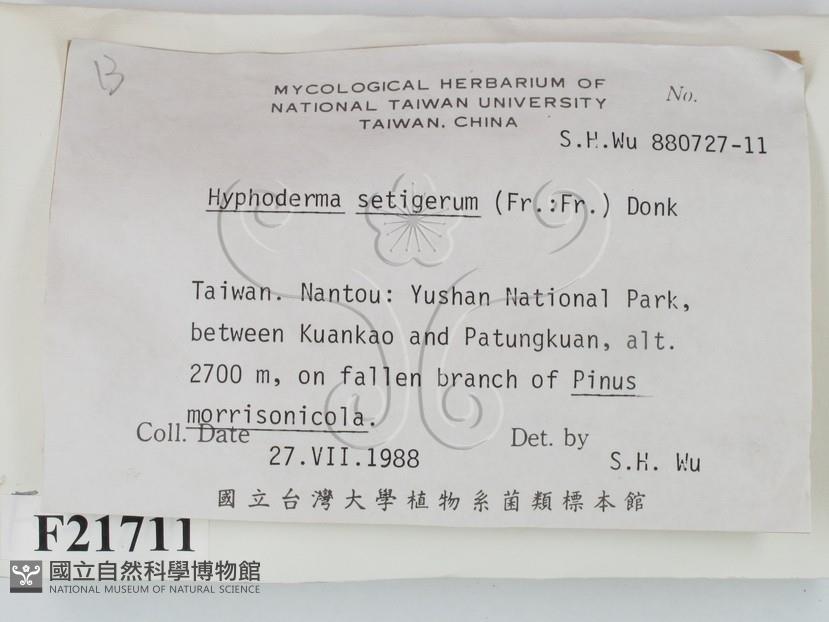 13
MYCOLOGICAL HERBARIUM OF
NATIONAL TAIWAN UNIVERSITY
TAIWAN. CHINA
No.
S.H.Wu 880727-11
Hyphoderma setigerum (Fr.:Fr.) Donk
Taiwan. Nantou: Yushan National Park,
between Kuankao and Patungkuan, alt.
2700 m, on fallen branch of Pinus
morrisonicola.
Coll. Date
27.VII.1988
Det. by
S.H. Wu
國立台灣大學植物系菌類標本館
F21711
國立自然科學博物館
NATIONAL MUSEUM OF NATURAL SCIENCE